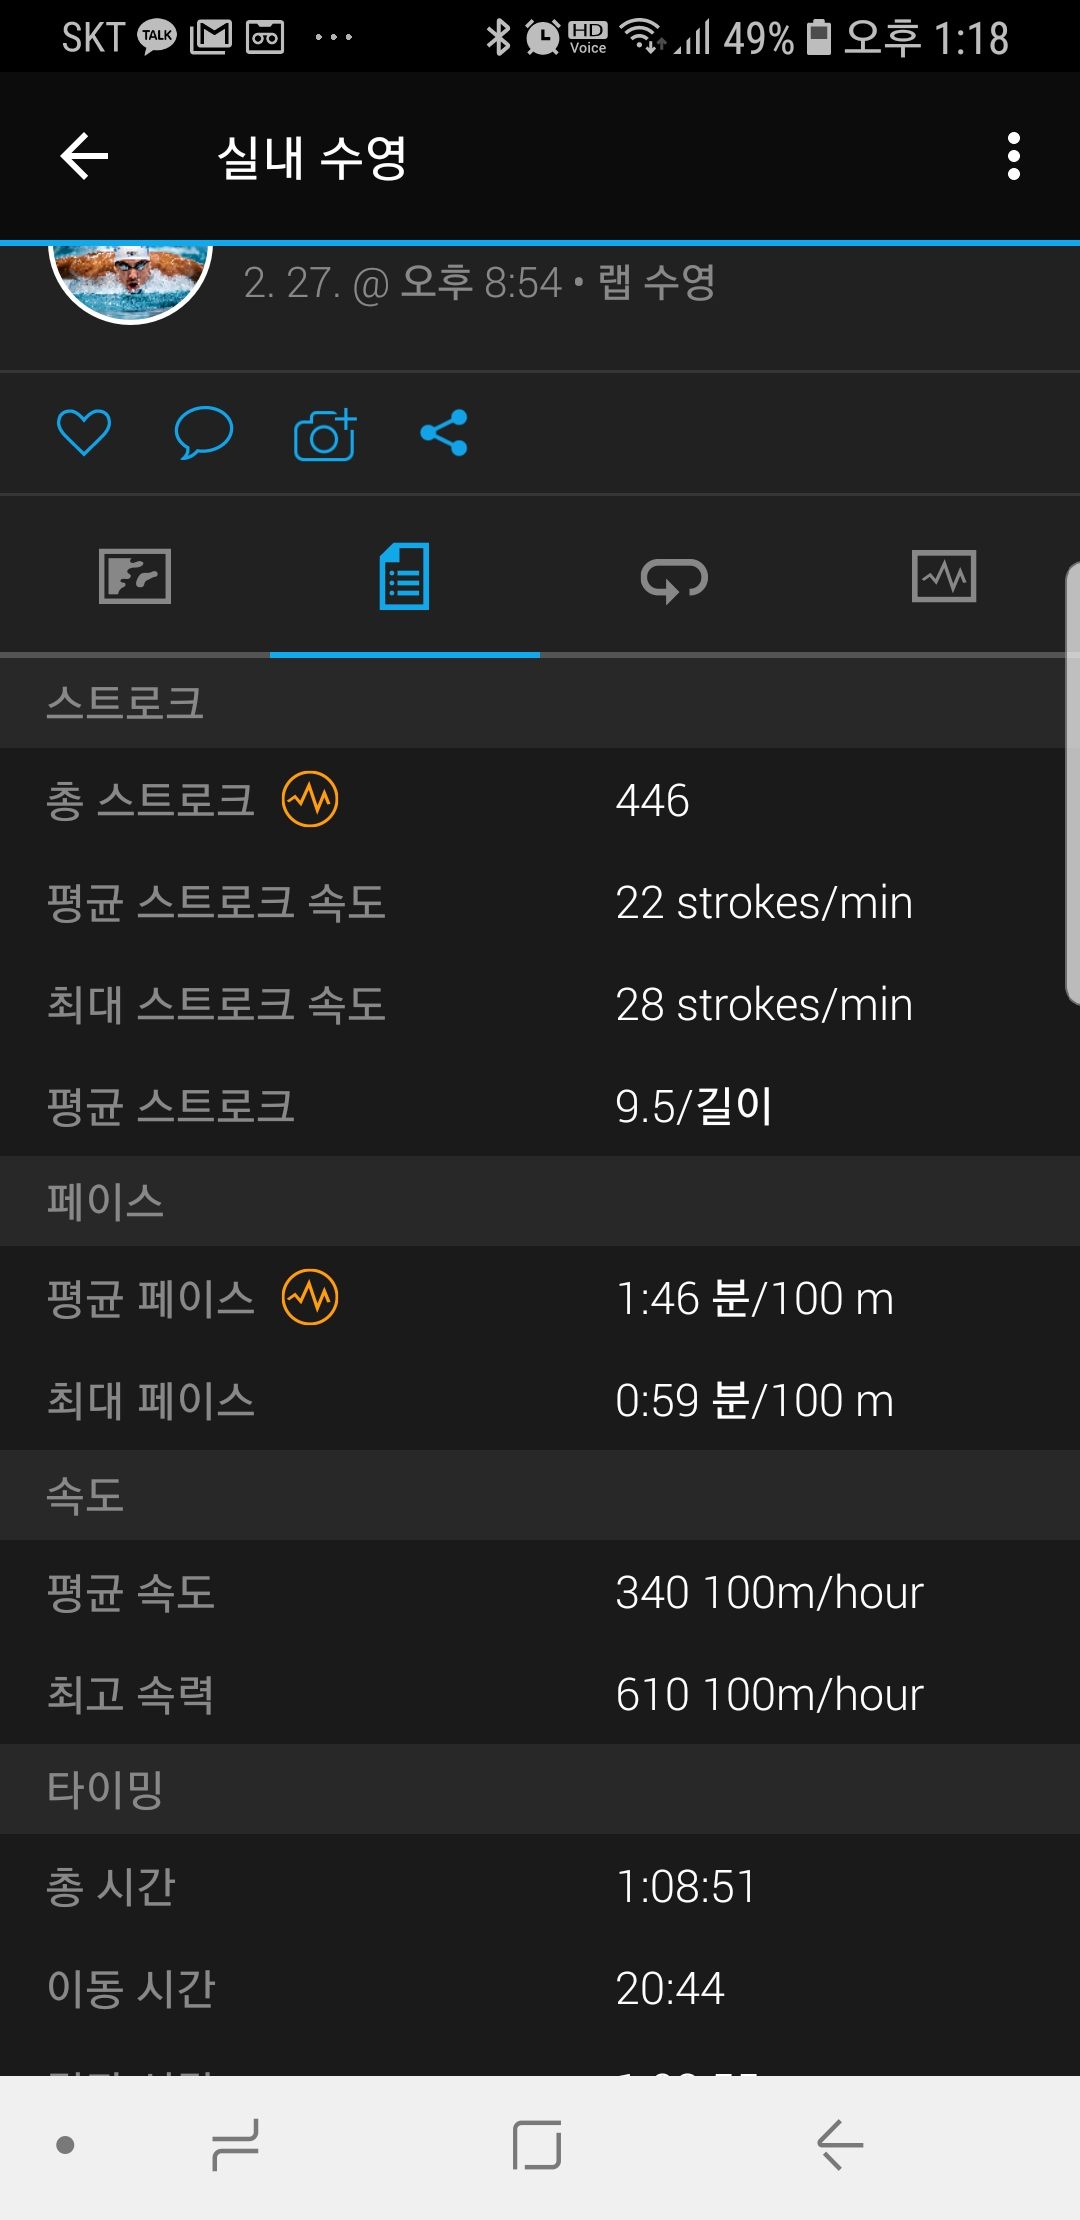 SKT TALK HD Voice 49% 오후 1:18
실내 수영
2. 27. @ 오후 8:54 • 랩 수영
스트로크
총 스트로크 446
평균 스트로크 속도 22 strokes/min
최대 스트로크 속도 28 strokes/min
평균 스트로크 9.5/길이
페이스
평균 페이스 1:46 분/100 m
최대 페이스 0:59 분/100 m
속도
평균 속도 340 100m/hour
최고 속력 610 100m/hour
타이밍
총 시간 1:08:51
이동 시간 20:44